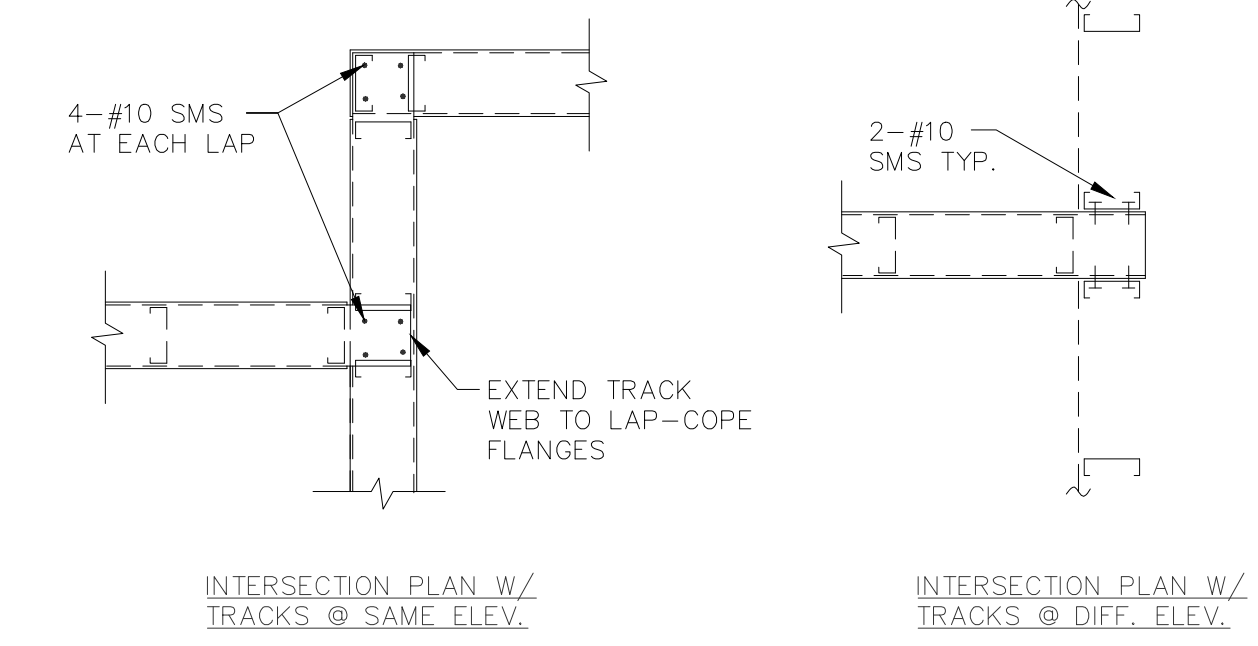 4-#10 SMS
AT EACH LAP
EXTEND TRACK
WEB TO LAP-COPE
FLANGES
INTERSECTION PLAN W/
TRACKS @ SAME ELEV.
2-#10
SMS TYP.
INTERSECTION PLAN W/
TRACKS @ DIFF. ELEV.